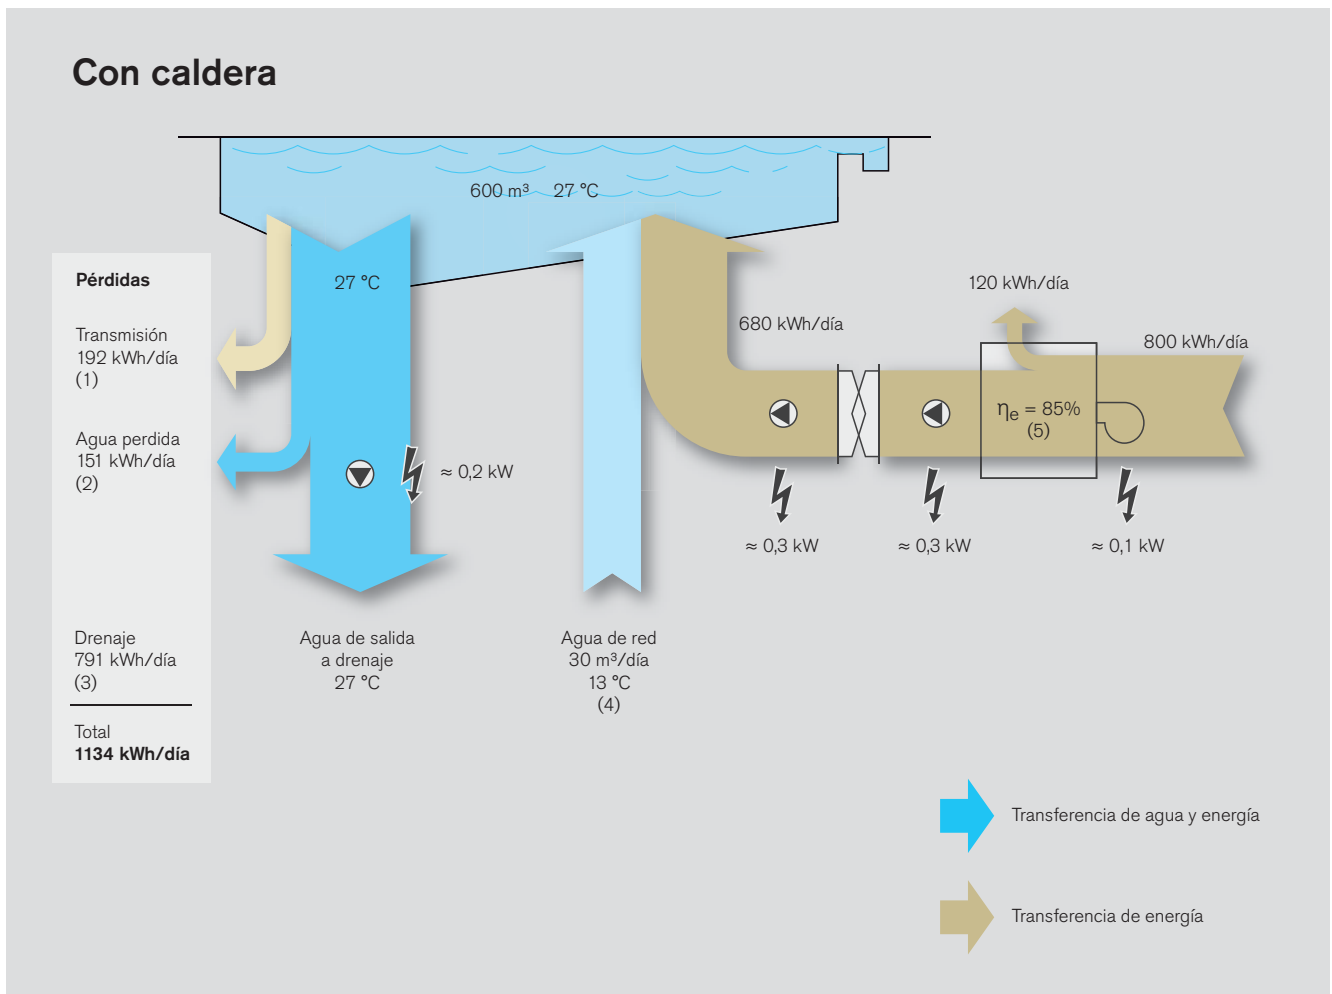 Con caldera
600 m³ 27 °C
Pérdidas
Transmisión
192 kWh/día
(1)
Agua perdida
151 kWh/día
(2)
Drenaje
791 kWh/día
(3)
Total
1134 kWh/día
27 °C
≈ 0,2 kW
Agua de salida
a drenaje
27 °C
Agua de red
30 m³/día
13 °C
(4)
680 kWh/día
120 kWh/día
800 kWh/día
ηe = 85%
(5)
≈ 0,3 kW
≈ 0,3 kW
≈ 0,1 kW
Transferencia de agua y energía
Transferencia de energía